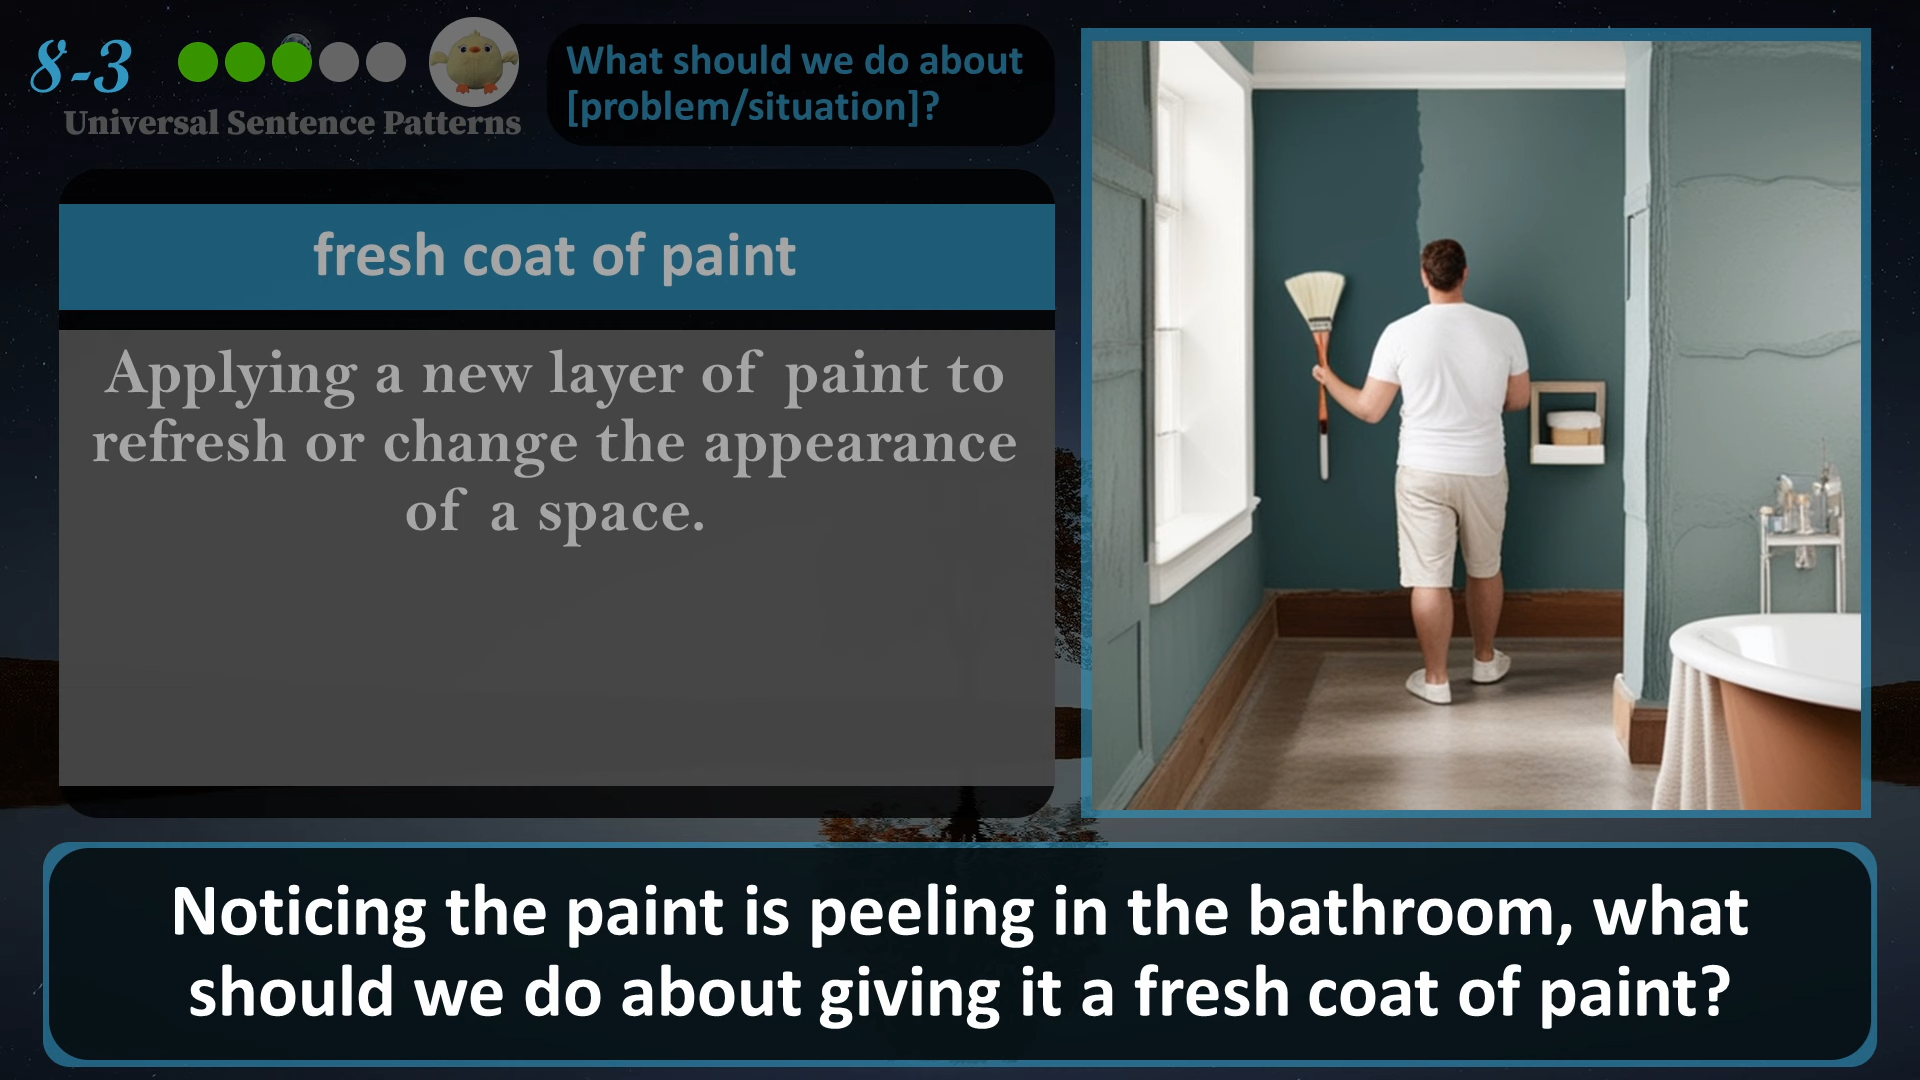 8-3
Universal Sentence Patterns
What should we do about
[problem/situation]?
fresh coat of paint
Applying a new layer of paint to
refresh or change the appearance
of a space.
Noticing the paint is peeling in the bathroom, what
should we do about giving it a fresh coat of paint?